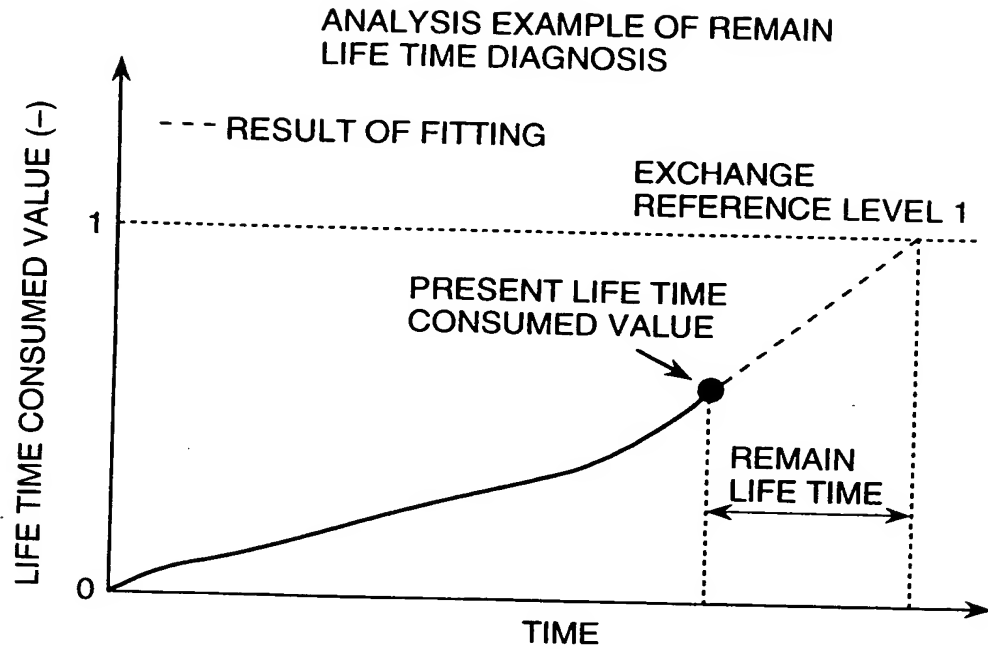 ANALYSIS EXAMPLE OF REMAIN
LIFE TIME DIAGNOSIS
--- RESULT OF FITTING
EXCHANGE
REFERENCE LEVEL 1
1
PRESENT LIFE TIME
CONSUMED VALUE
REMAIN
LIFE TIME
0
TIME
LIFE TIME CONSUMED VALUE (–)